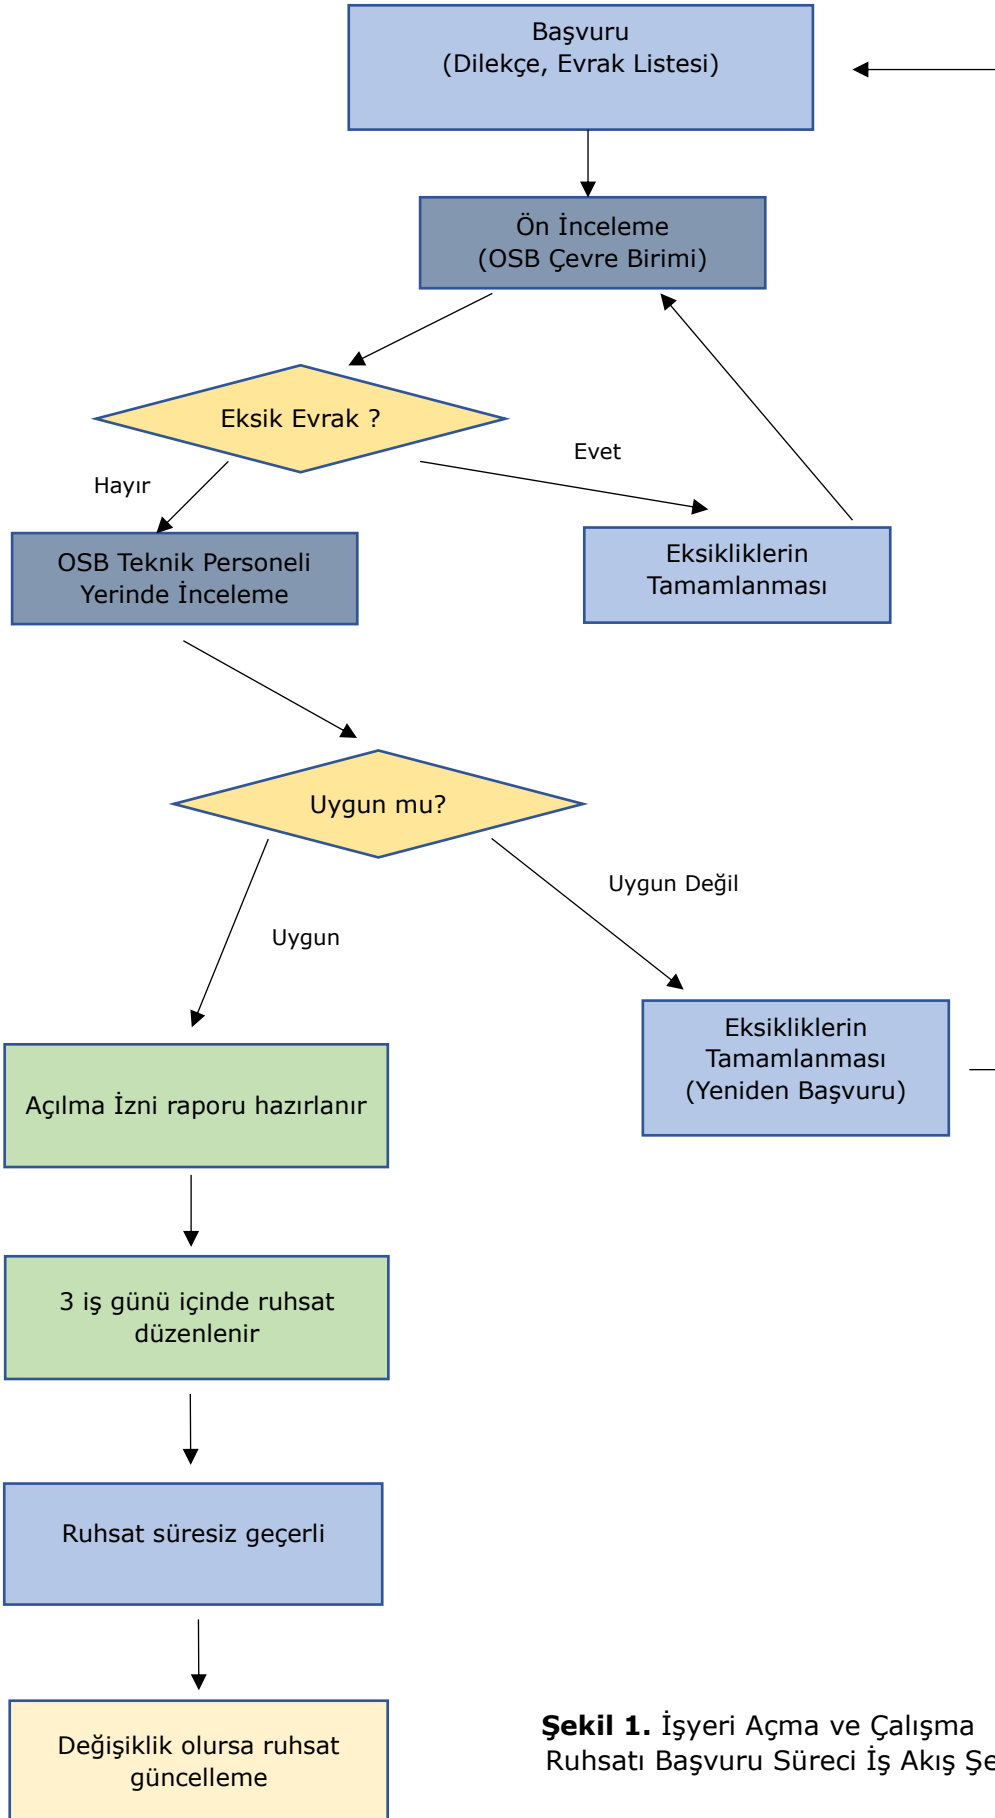 Başvuru
(Dilekçe, Evrak Listesi)
Ön İnceleme
(OSB Çevre Birimi)
Eksik Evrak ?
Evet
Hayır
OSB Teknik Personeli
Yerinde İnceleme
Eksikliklerin
Tamamlanması
Uygun mu?
Uygun Değil
Uygun
Eksikliklerin
Tamamlanması
(Yeniden Başvuru)
Açılma İzni raporu hazırlanır
3 iş günü içinde ruhsat
düzenlenir
Ruhsat süresiz geçerli
Değişiklik olursa ruhsat
güncelleme
Şekil 1. İşyeri Açma ve Çalışma
Ruhsatı Başvuru Süreci İş Akış